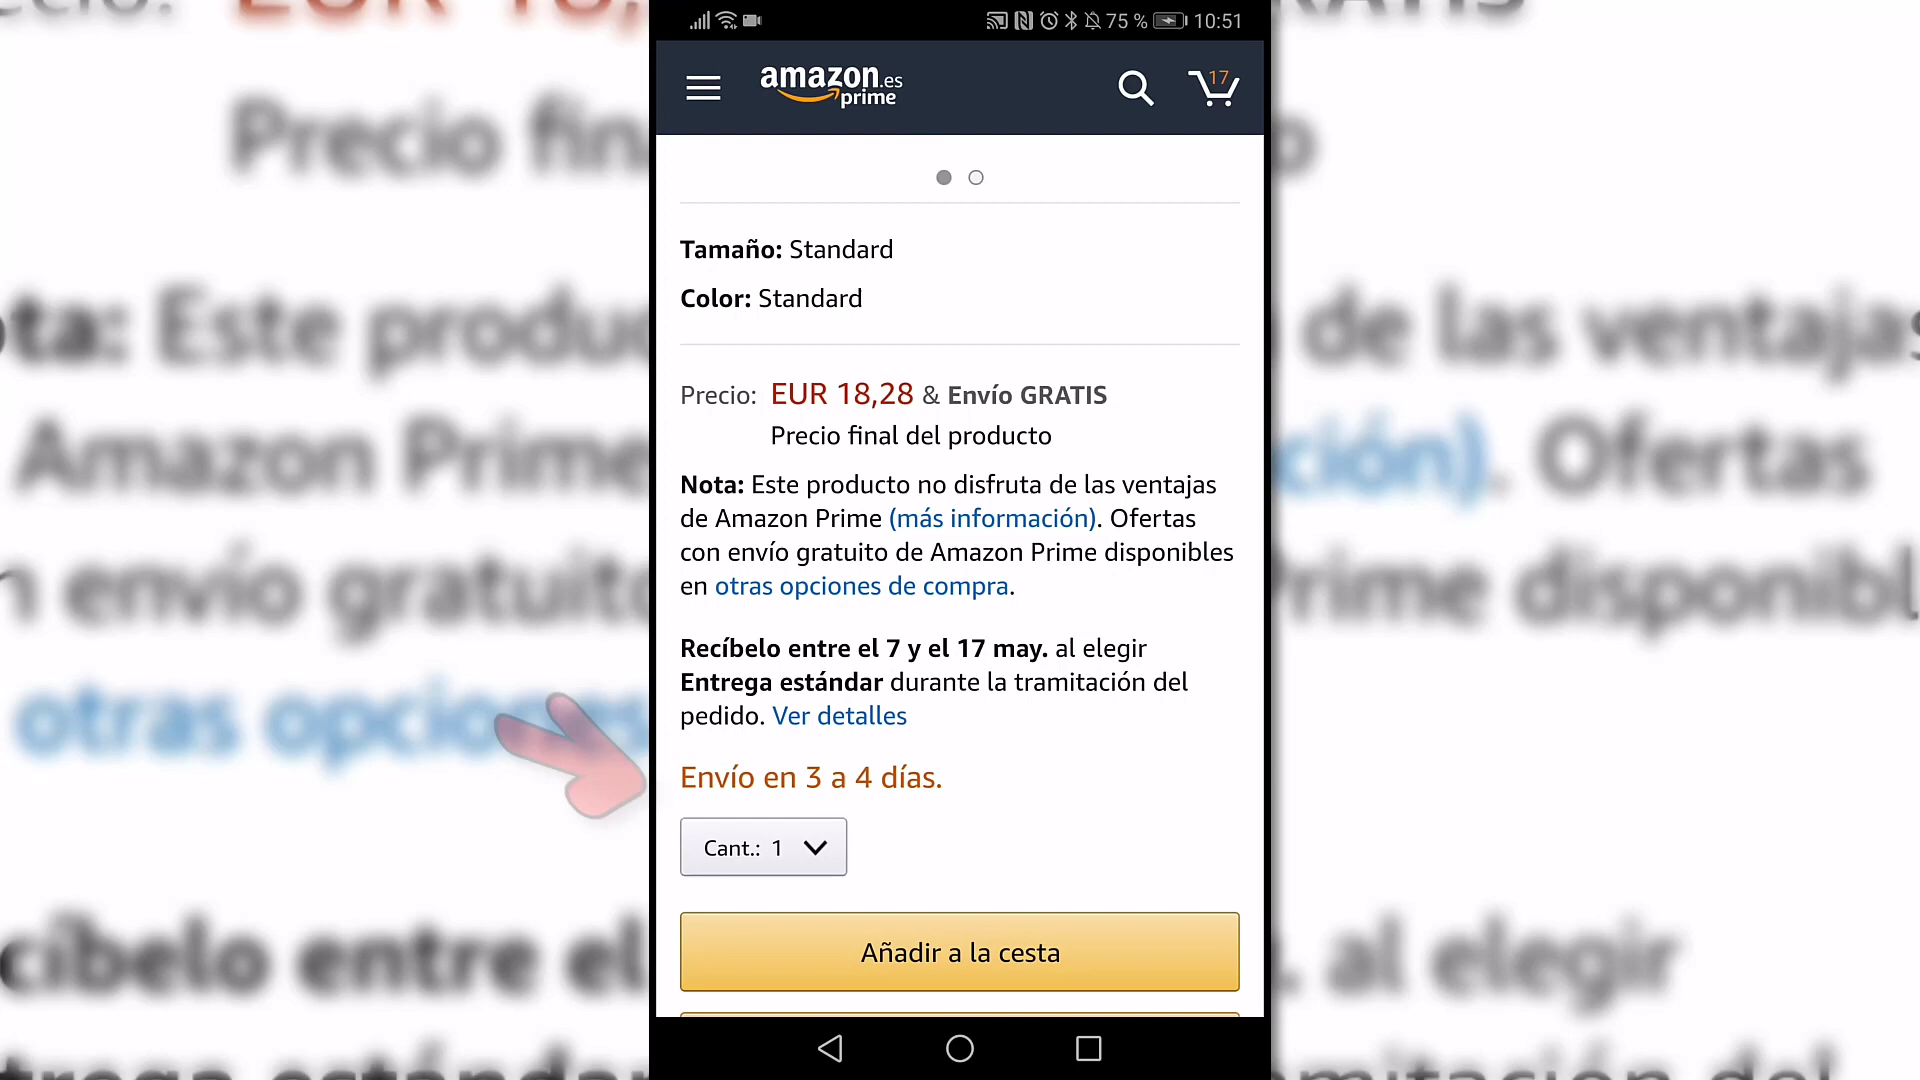 75 % 10:51
amazon.es
prime
17
Tamaño: Standard
Color: Standard
Precio: EUR 18,28 & Envío GRATIS
Precio final del producto
Nota: Este producto no disfruta de las ventajas
de Amazon Prime (más información). Ofertas
con envío gratuito de Amazon Prime disponibles
en otras opciones de compra.
Recíbelo entre el 7 y el 17 may. al elegir
Entrega estándar durante la tramitación del
pedido. Ver detalles
Envío en 3 a 4 días.
Cant.: 1
Añadir a la cesta